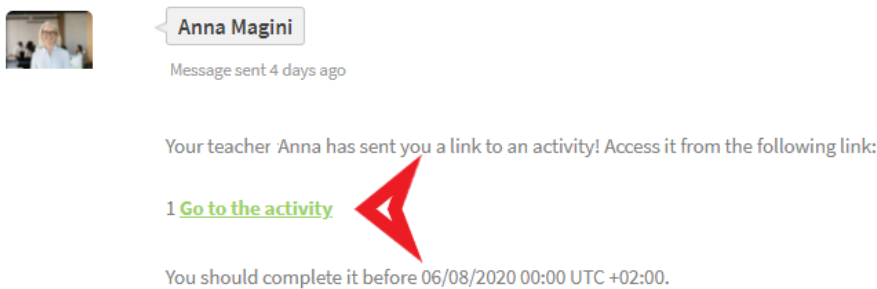 Anna Magini
Message sent 4 days ago
Your teacher Anna has sent you a link to an activity! Access it from the following link:
1 Go to the activity
You should complete it before 06/08/2020 00:00 UTC +02:00.